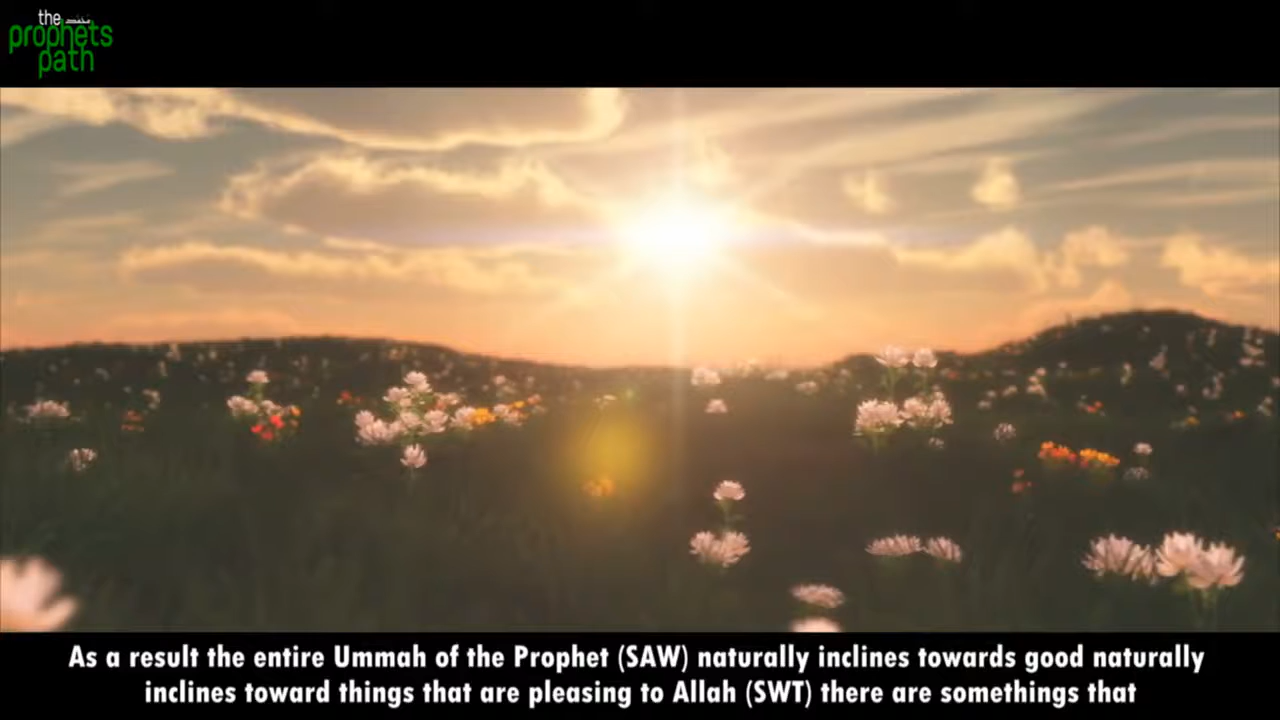 the
prophets
path
As a result the entire Ummah of the Prophet (SAW) naturally inclines towards good naturally
inclines toward things that are pleasing to Allah (SWT) there are somethings that